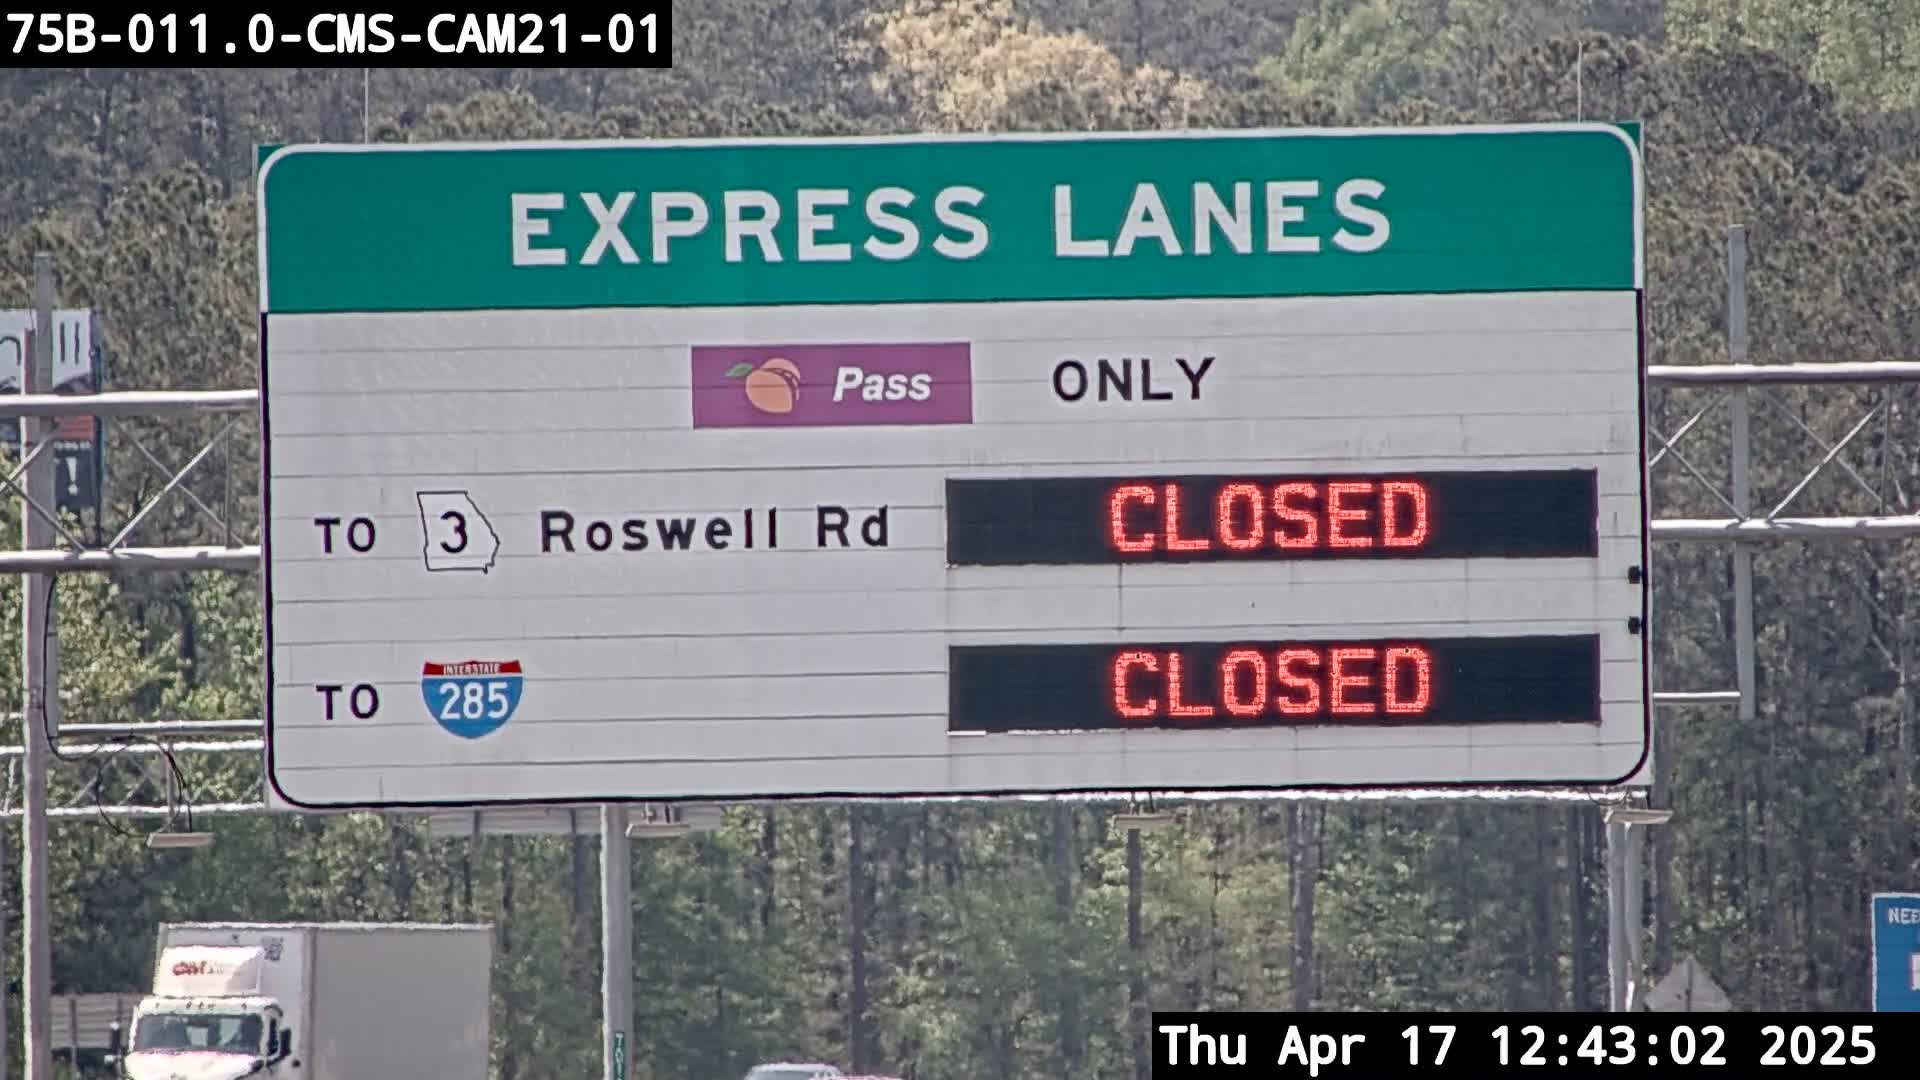 75B-011.0-CMS-CAM21-01
EXPRESS LANES
Pass ONLY
TO 3 Roswell Rd CLOSED
INTERSTATE
TO 285 CLOSED
Thu Apr 17 12:43:02 2025